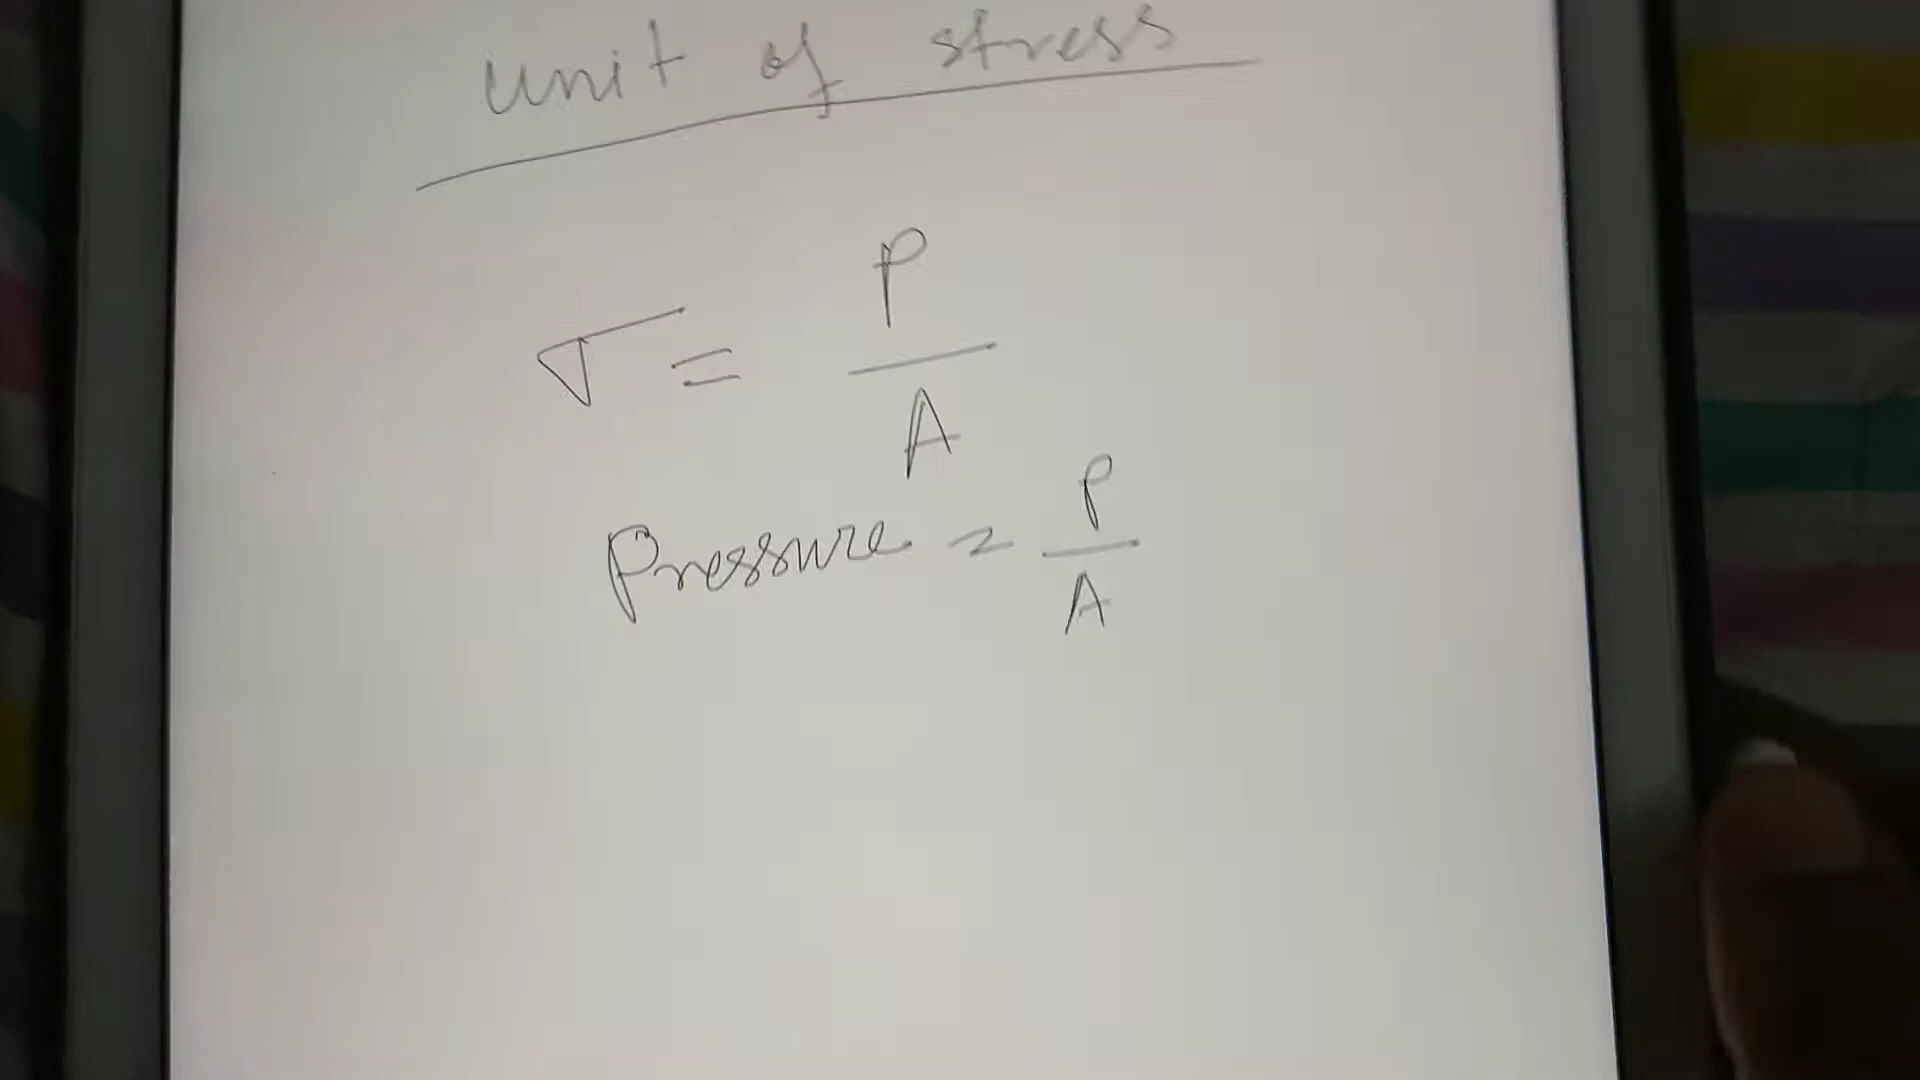 unit of stress
σ = P/A
Pressure = P/A